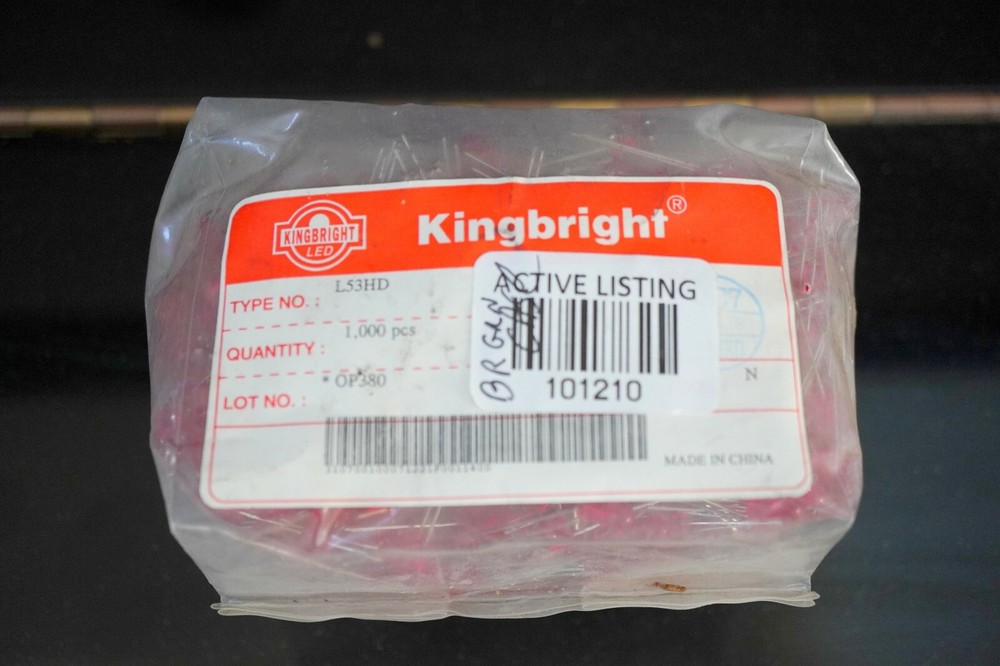 KINGBRIGHT
LED
Kingbright®
TYPE NO. :
L53HD
QUANTITY :
1,000 pcs
LOT NO. :
* OP380
ACTIVE LISTING
101210
BR
N
MADE IN CHINA